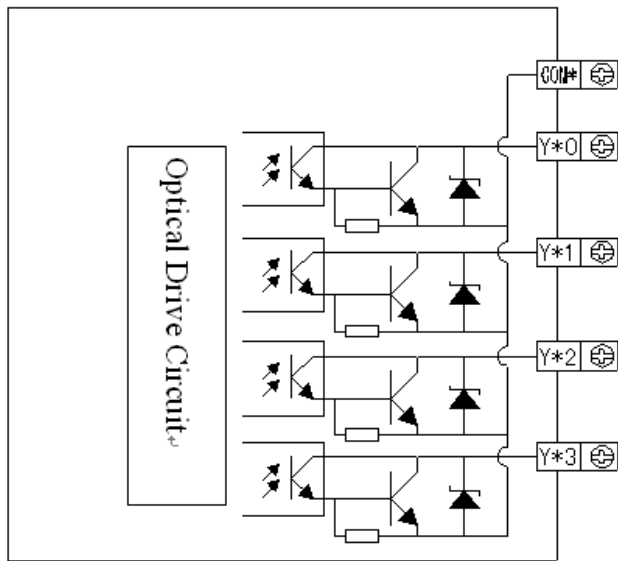 COM*
Y*0
Y*1
Y*2
Y*3
Optical Drive Circuit↵